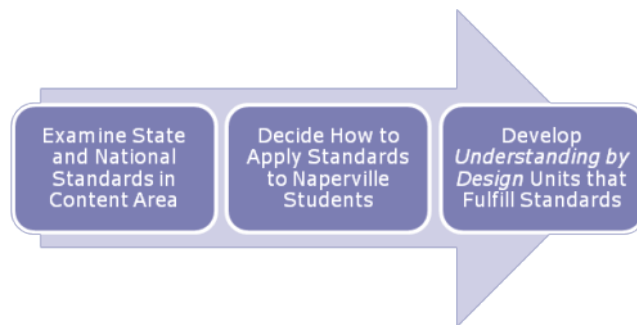 Examine State
and National
Standards in
Content Area
Decide How to
Apply Standards
to Naperville
Students
Develop
Understanding by
Design Units that
Fulfill Standards